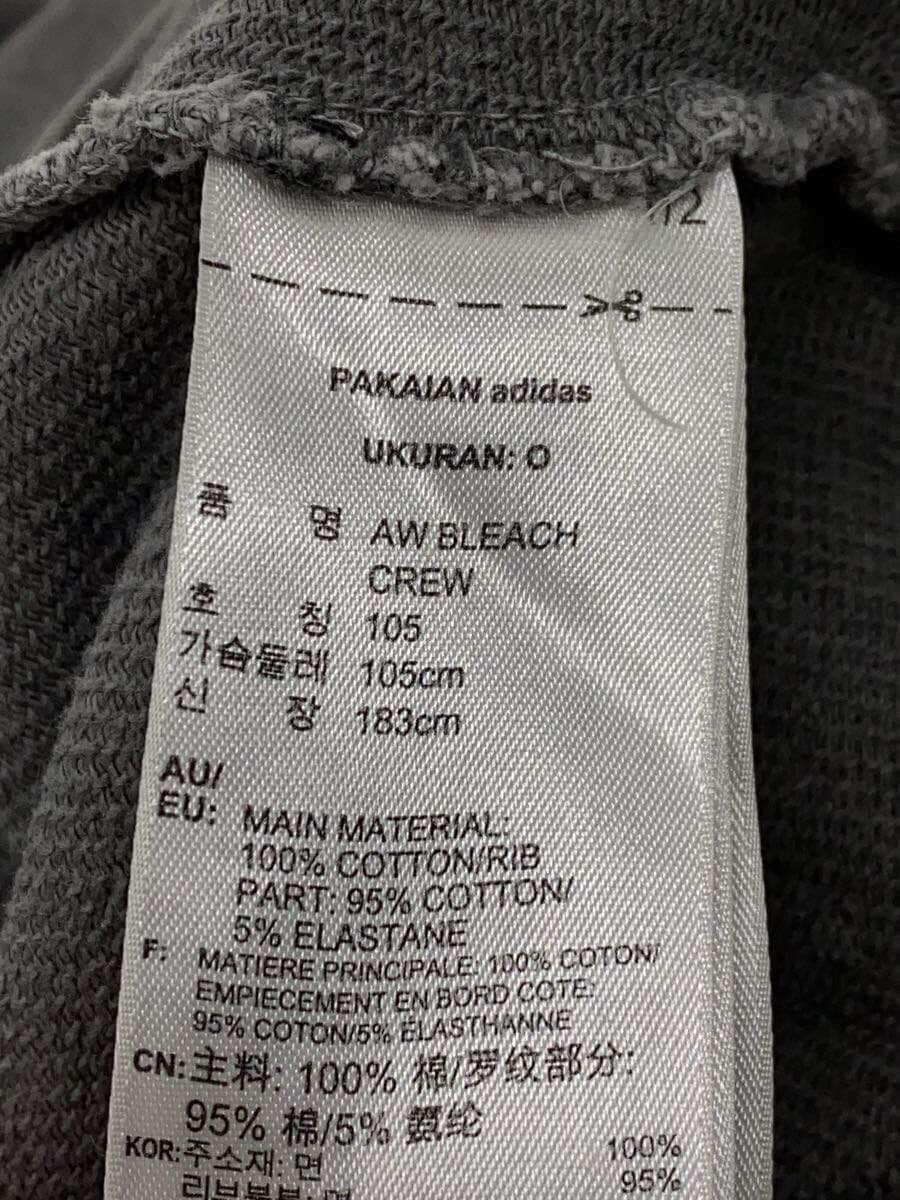 12
PAKAIAN adidas
UKURAN: O
품 명 AW BLEACH
CREW
호 칭 105
가슴둘레 105cm
신 장 183cm
AU/
EU: MAIN MATERIAL:
100% COTTON/RIB
PART: 95% COTTON/
5% ELASTANE
F: MATIERE PRINCIPALE: 100% COTON/
EMPIECEMENT EN BORD COTE:
95% COTON/5% ÉLASTHANNE
CN: 主料: 100% 棉/罗纹部分:
95% 棉/5% 氨纶
KOR: 주소재: 면 100%
95%